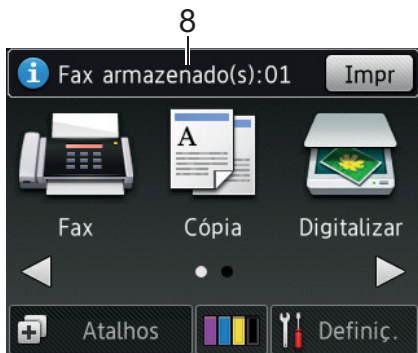 8
Fax armazenado(s):01 Impr
A
Fax Cópia Digitalizar
Atalhos Definiç.